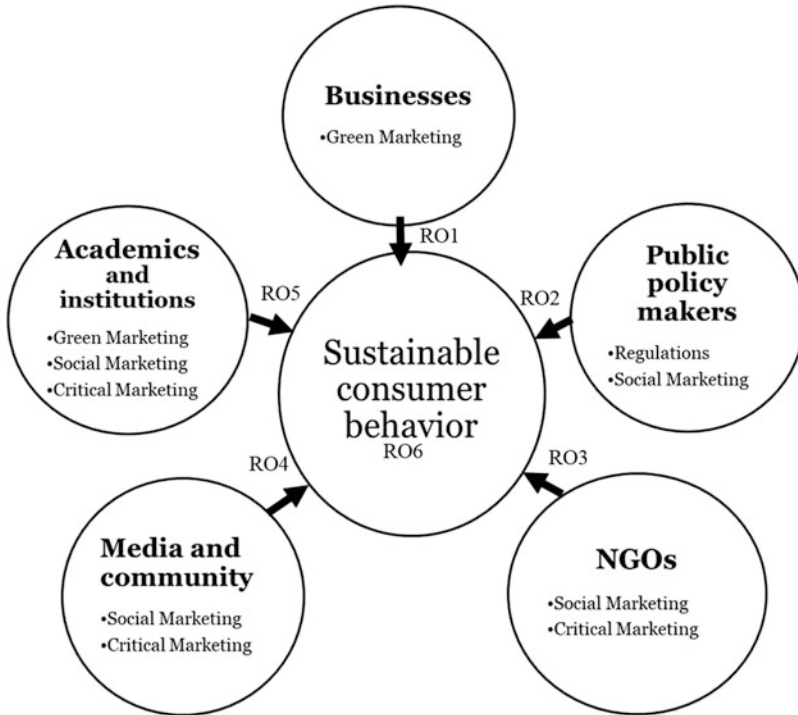 Businesses
•Green Marketing
RO1
Academics
and
institutions
•Green Marketing
•Social Marketing
•Critical Marketing
RO5
Public
policy
makers
•Regulations
•Social Marketing
RO2
Sustainable
consumer
behavior
RO6
RO4
RO3
Media and
community
•Social Marketing
•Critical Marketing
NGOs
•Social Marketing
•Critical Marketing